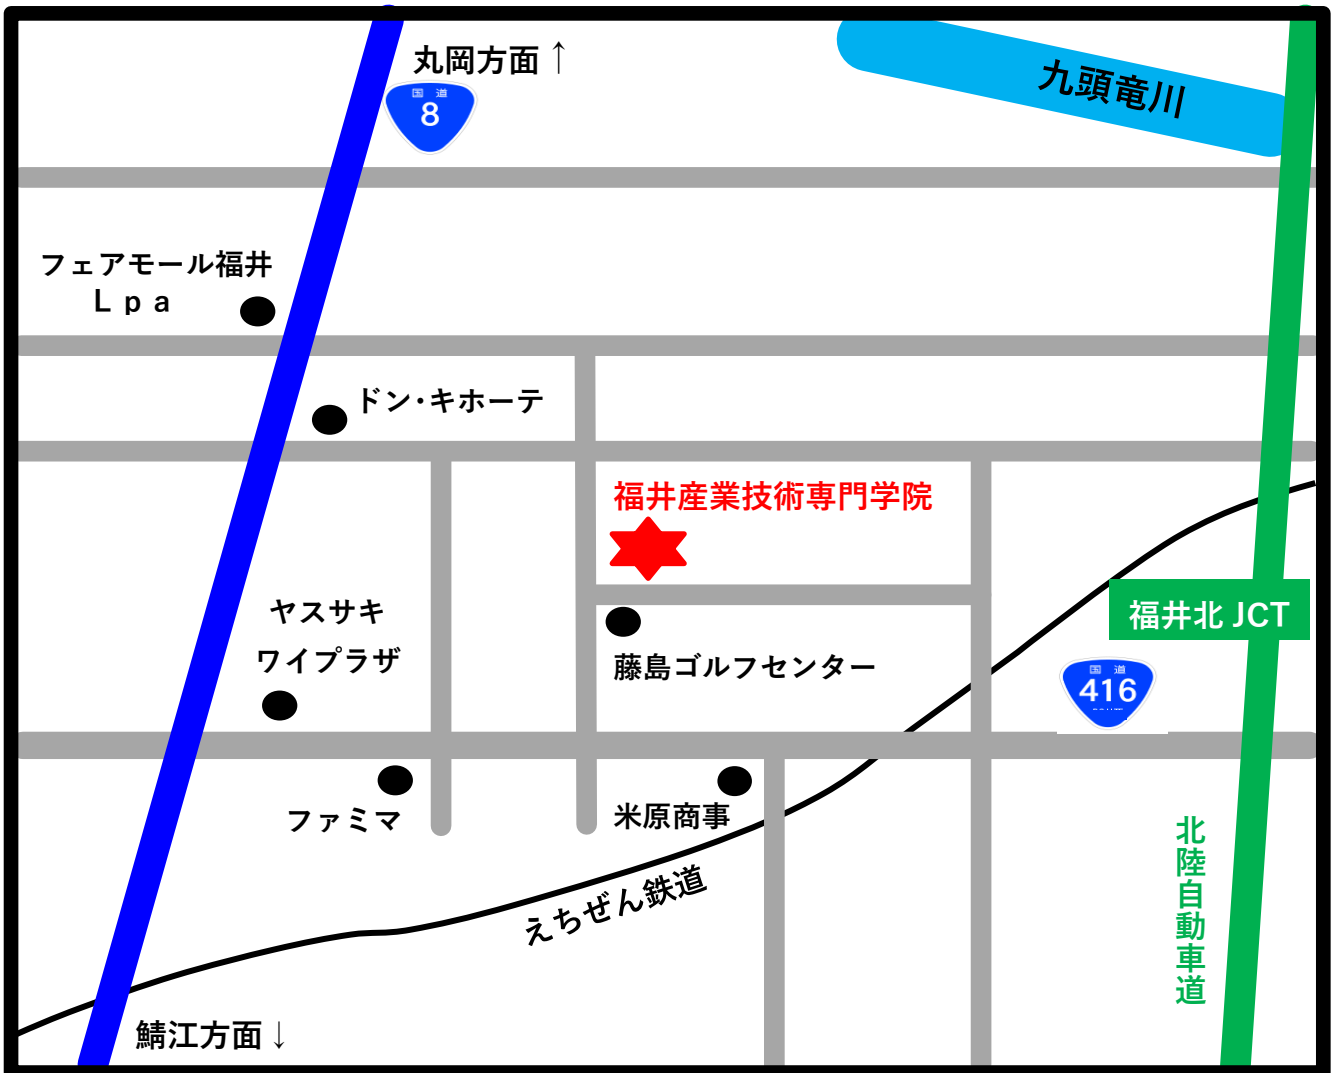 丸岡方面↑
国道
8
九頭竜川
フェアモール福井
Lpa
ドン・キホーテ
福井産業技術専門学院
ヤスサキ
ワイプラザ
藤島ゴルフセンター
福井北 JCT
国道
416
ファミマ
米原商事
えちぜん鉄道
北陸自動車道
鯖江方面↓